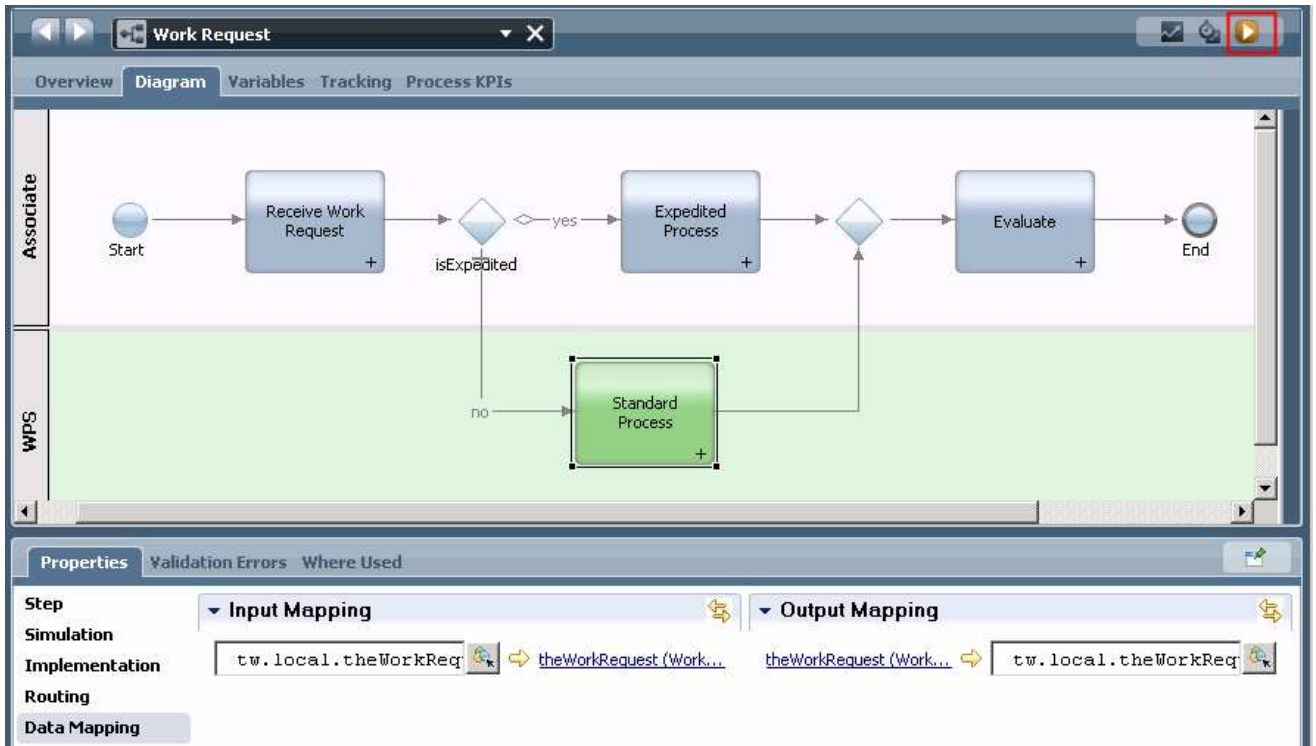 Work Request
Overview Diagram Variables Tracking Process KPIs
Associate
Start
Receive Work
Request
isExpedited
yes
Expedited
Process
Evaluate
End
WPS
no
Standard
Process
Properties Validation Errors Where Used
Step
Simulation
Implementation
Routing
Data Mapping
Input Mapping
tw.local.theWorkReq theWorkRequest (Work...
Output Mapping
theWorkRequest (Work... tw.local.theWorkReq